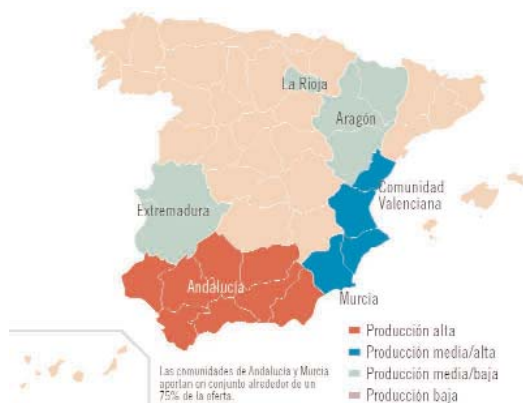 La Rioja
Aragón
Comunidad
Valenciana
Extremadura
Andalucía
Murcia
Producción alta
Producción media/alta
Producción media/baja
Producción baja
Las comunidades de Andalucía y Murcia
aportan en conjunto alrededor de un
75% de la oferta.